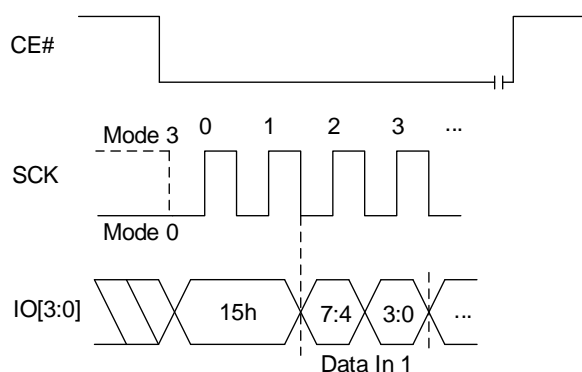 CE#
0 1 2 3 ...
Mode 3
SCK
Mode 0
IO[3:0] 15h 7:4 3:0 ...
Data In 1